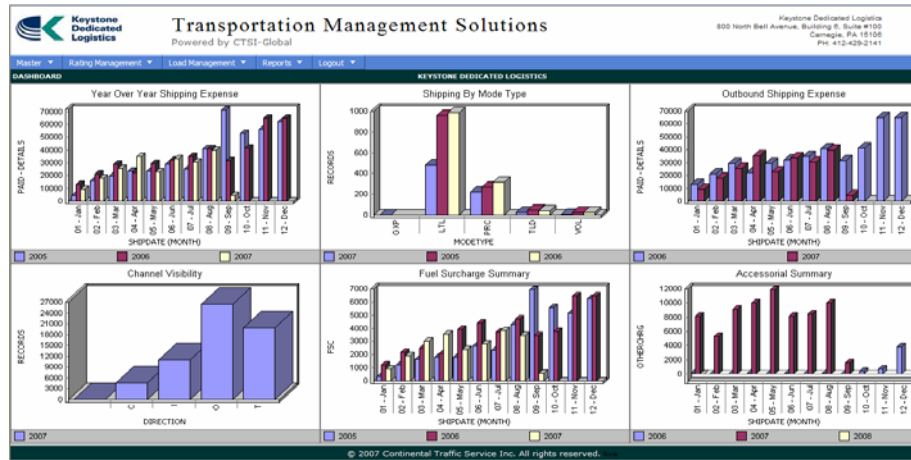 Keystone
Dedicated
Logistics
Transportation Management Solutions
Powered by CTSI-Global
Keystone Dedicated Logistics
800 North Bell Avenue, Building 6, Suite #100
Carnegie, PA 15106
PH: 412-429-2141
Master Rating Management Load Management Reports Logout
DASHBOARD KEYSTONE DEDICATED LOGISTICS
Year Over Year Shipping Expense
PAID - DETAILS
70000
60000
50000
40000
30000
20000
10000
0
01 - Jan
02 - Feb
03 - Mar
04 - Apr
05 - May
06 - Jun
07 - Jul
08 - Aug
09 - Sep
10 - Oct
11 - Nov
12 - Dec
SHIPDATE (MONTH)
2005 2006 2007
Shipping By Mode Type
RECORDS
1000
800
600
400
200
0
LTL
TLD
VOL
MODETYPE
2007 2005 2006
Outbound Shipping Expense
PAID - DETAILS
70000
60000
50000
40000
30000
20000
10000
0
01 - Jan
02 - Feb
03 - Mar
04 - Apr
05 - May
06 - Jun
07 - Jul
08 - Aug
09 - Sep
10 - Oct
11 - Nov
12 - Dec
SHIPDATE (MONTH)
2006 2007
Channel Visibility
RECORDS
27000
21000
18000
15000
12000
9000
6000
3000
0
C
I
O
T
DIRECTION
2007
Fuel Surcharge Summary
FSC
7000
6000
5000
4000
3000
2000
1000
0
01 - Jan
02 - Feb
03 - Mar
04 - Apr
05 - May
06 - Jun
07 - Jul
08 - Aug
09 - Sep
10 - Oct
11 - Nov
12 - Dec
SHIPDATE (MONTH)
2005 2006 2007
Accessorial Summary
OTHERCHRG
12000
10000
8000
6000
4000
2000
0
01 - Jan
02 - Feb
03 - Mar
04 - Apr
05 - May
06 - Jun
07 - Jul
08 - Aug
09 - Sep
10 - Oct
11 - Nov
12 - Dec
SHIPDATE (MONTH)
2006 2007 2008
© 2007 Continental Traffic Service Inc. All rights reserved.